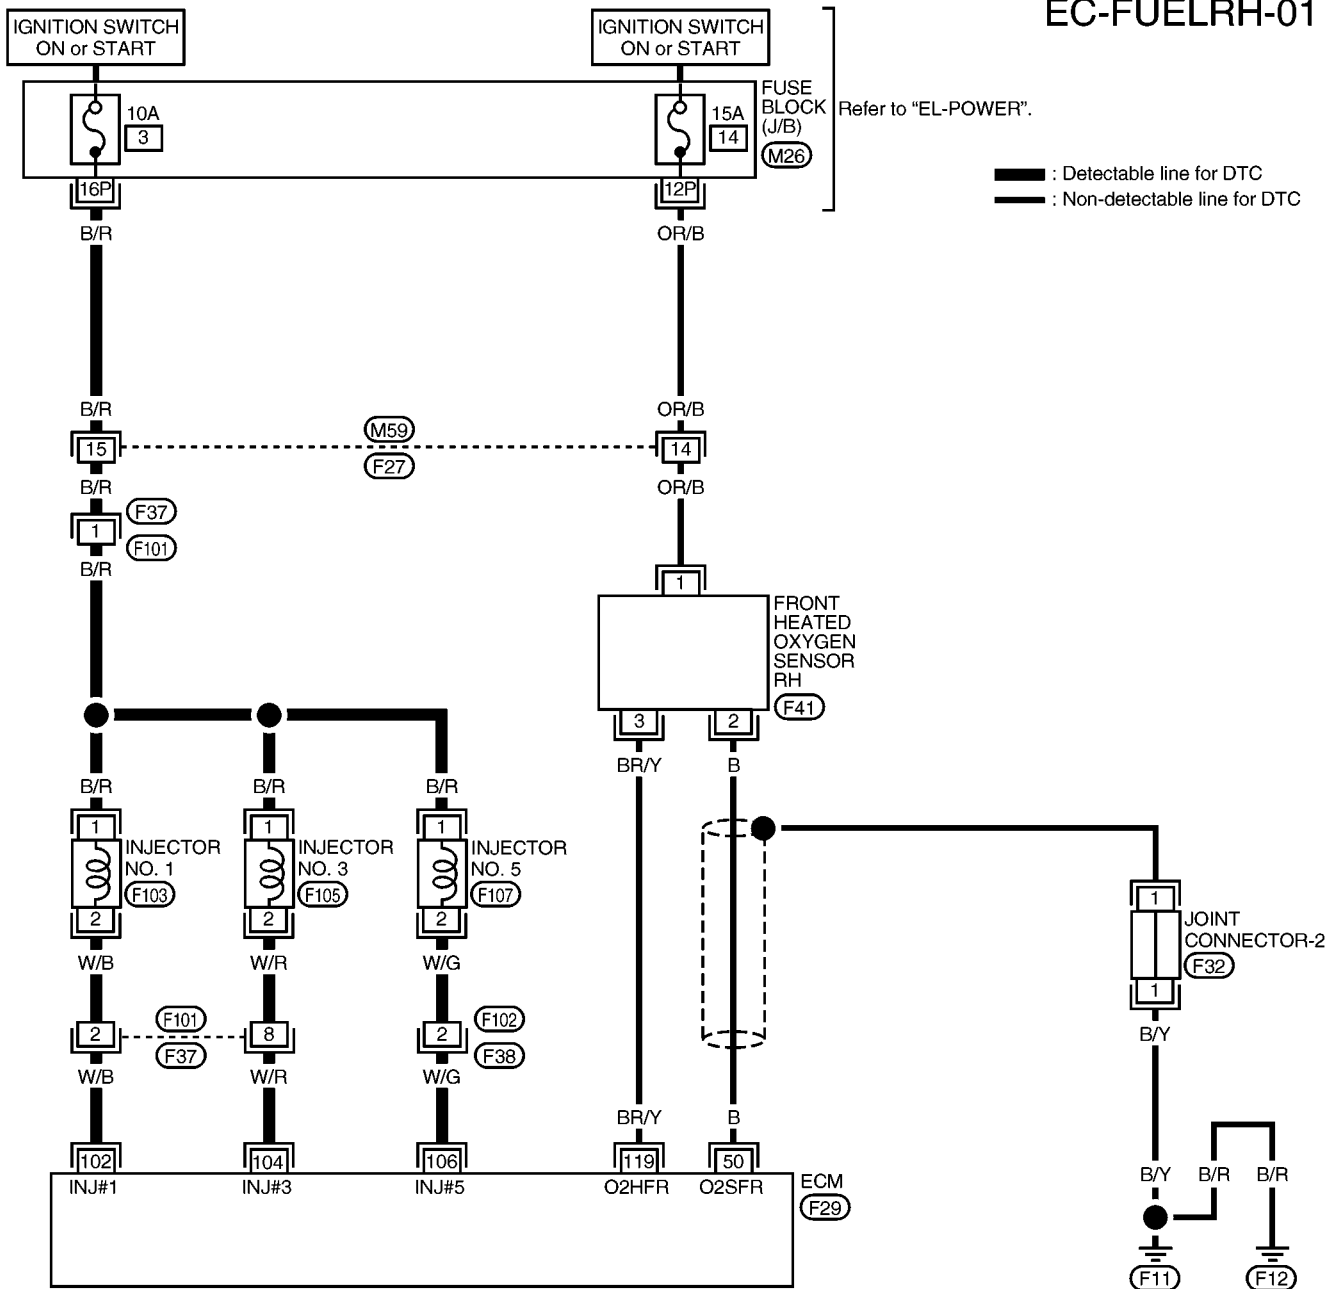 EC-FUELRH-01
IGNITION SWITCH
ON or START
IGNITION SWITCH
ON or START
10A
3
15A
14
FUSE
BLOCK
(J/B)
M26
Refer to “EL-POWER”.
: Detectable line for DTC
: Non-detectable line for DTC
16P
12P
B/R
OR/B
B/R
OR/B
M59
15
14
F27
B/R
OR/B
F37
1
F101
B/R
1
FRONT
HEATED
OXYGEN
SENSOR
RH
F41
3
2
BR/Y
B
B/R
B/R
B/R
1
INJECTOR
NO. 1
F103
2
1
INJECTOR
NO. 3
F105
2
1
INJECTOR
NO. 5
F107
2
1
JOINT
CONNECTOR-2
F32
1
W/B
W/R
W/G
F101
F102
2
8
2
F37
F38
B/Y
W/B
W/R
W/G
BR/Y
B
102
104
106
119
50
INJ#1
INJ#3
INJ#5
O2HFR
O2SFR
ECM
F29
B/Y
B/R
B/R
F11
F12